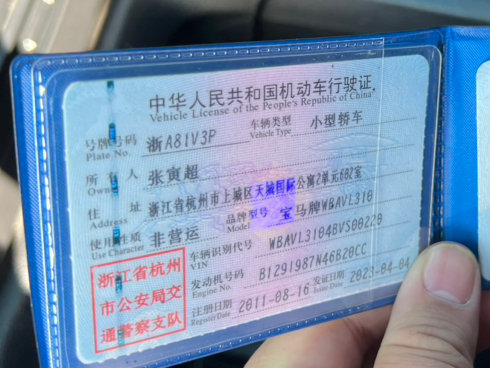 中华人民共和国机动车行驶证
Vehicle License of the People's Republic of China
号牌号码 浙A81V3P 车辆类型 小型轿车
Plate No. Vehicle Type
所有人 张寅超
Owner
住址 浙江省杭州市上城区天城国际公寓2单元602室
Address
使用性质 非营运 品牌型号 宝马牌WBAVL310
Use Character Model
车辆识别代号 WBAVL3104BVS00220
VIN
发动机号码 B1291987N46B20CC
Engine No.
注册日期 2011-08-16 发证日期 2023-04-04
Register Date Issue Date
浙江省杭州
市公安局交
通警察支队